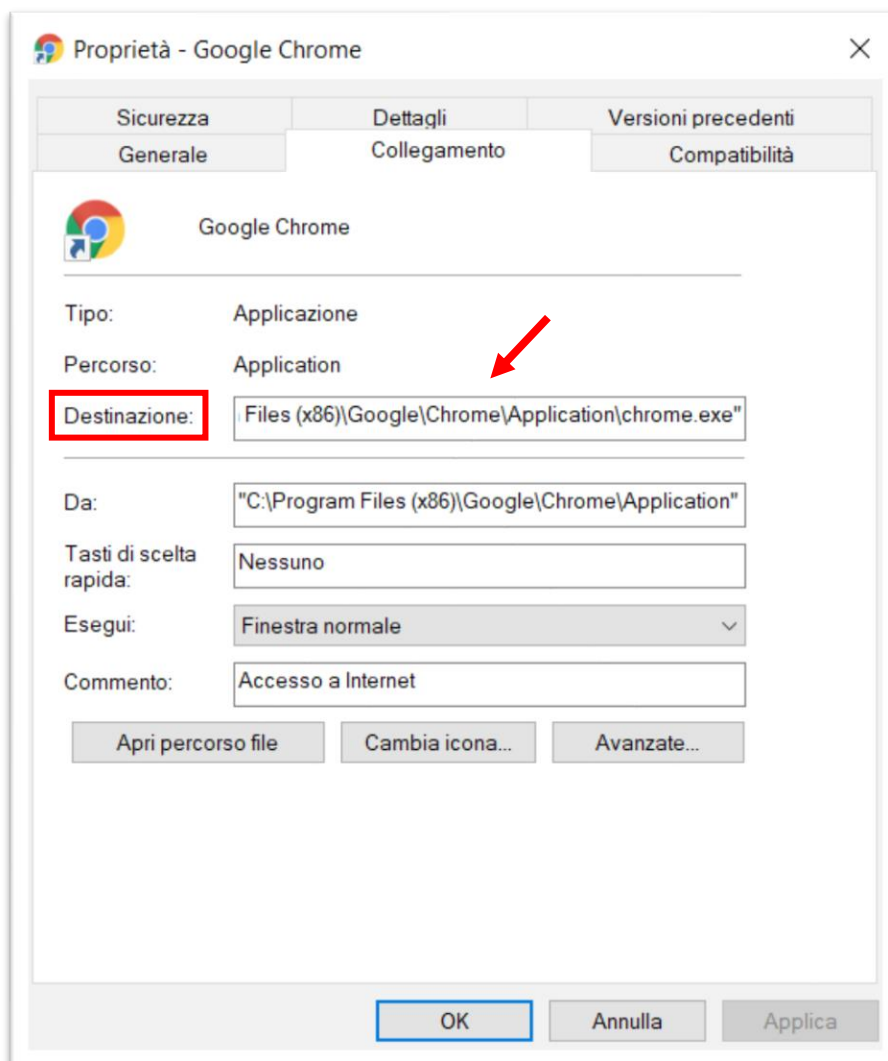 Proprietà - Google Chrome
Sicurezza Dettagli Versioni precedenti
Generale Collegamento Compatibilità
Google Chrome
Tipo: Applicazione
Percorso: Application
Destinazione: Files (x86)\Google\Chrome\Application\chrome.exe"
Da: "C:\Program Files (x86)\Google\Chrome\Application"
Tasti di scelta
rapida: Nessuno
Esegui: Finestra normale
Commento: Accesso a Internet
Apri percorso file Cambia icona... Avanzate...
OK Annulla Applica